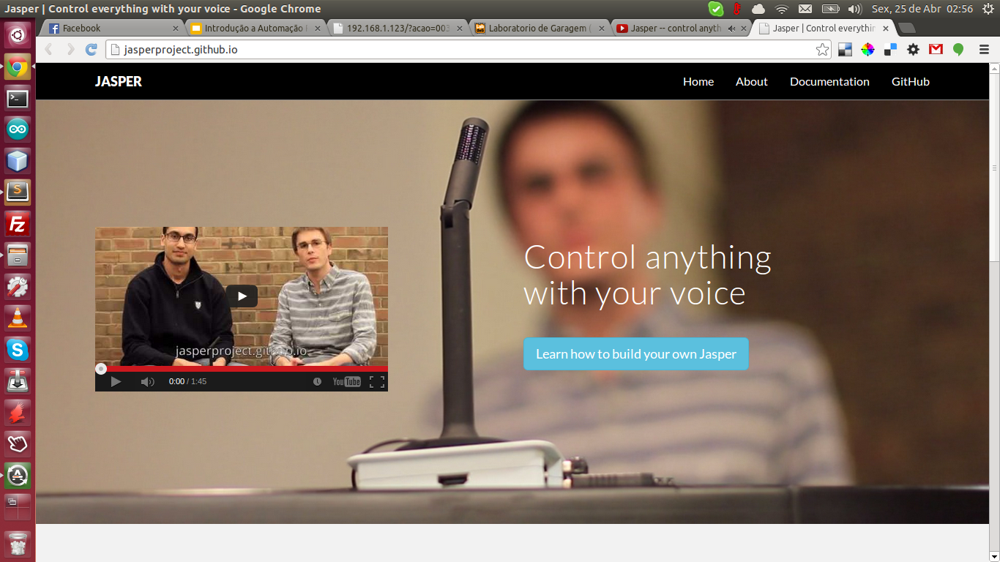 Jasper | Control everything with your voice - Google Chrome
Sex, 25 de Abr 02:56
Facebook
Introdução a Automação
192.168.1.123/?acao=003
Laboratorio de Garagem (
Jasper -- control anyth
Jasper | Control everythin
jasperproject.github.io
JASPER
Home
About
Documentation
GitHub
jasperproject.github.io
0:00 / 1:45
YouTube
Control anything
with your voice
Learn how to build your own Jasper